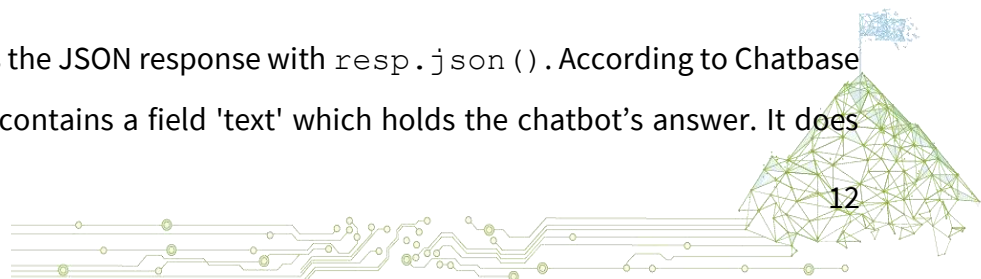 the JSON response with resp.json(). According to Chatbase
contains a field 'text' which holds the chatbot’s answer. It does
12